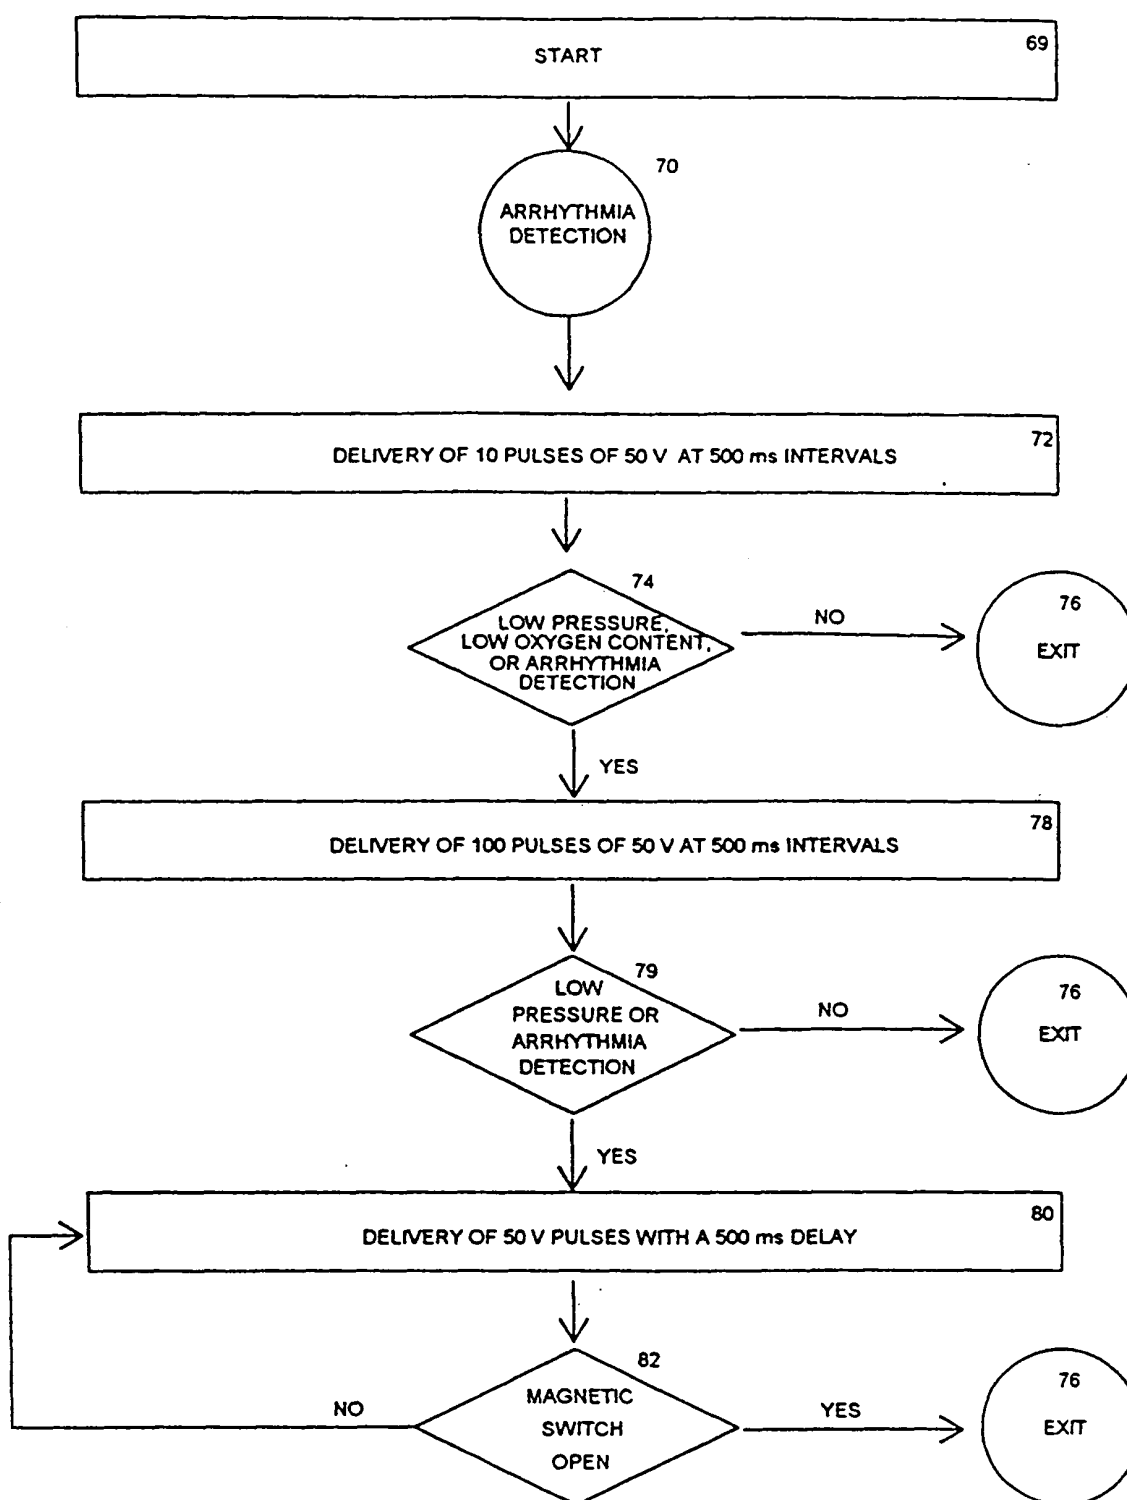 69
START
70
ARRHYTHMIA
DETECTION
72
DELIVERY OF 10 PULSES OF 50 V AT 500 ms INTERVALS
74
LOW PRESSURE,
LOW OXYGEN CONTENT,
OR ARRHYTHMIA
DETECTION
NO
76
EXIT
YES
78
DELIVERY OF 100 PULSES OF 50 V AT 500 ms INTERVALS
79
LOW
PRESSURE OR
ARRHYTHMIA
DETECTION
NO
76
EXIT
YES
80
DELIVERY OF 50 V PULSES WITH A 500 ms DELAY
82
MAGNETIC
SWITCH
OPEN
NO
YES
76
EXIT